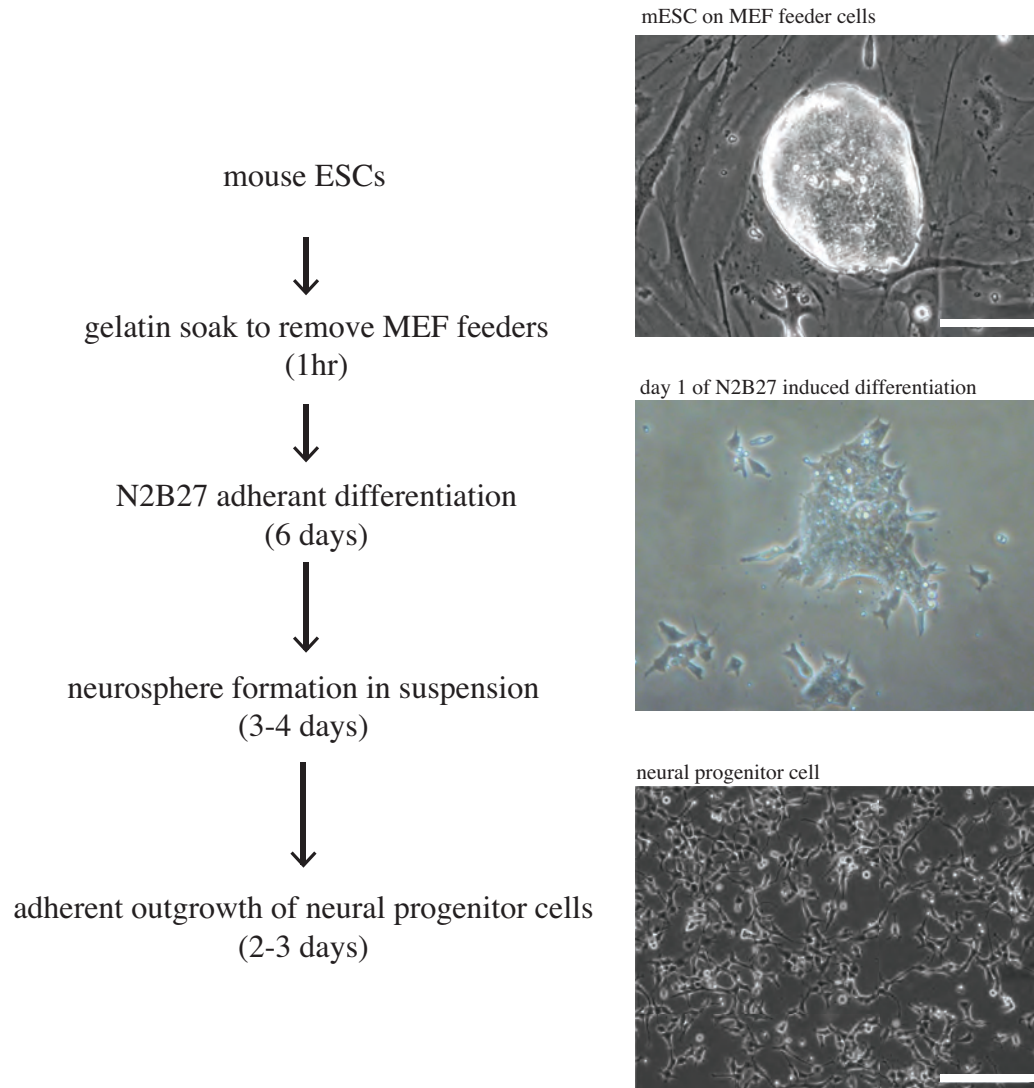 mESC on MEF feeder cells
mouse ESCs
gelatin soak to remove MEF feeders
(1hr)
day 1 of N2B27 induced differentiation
N2B27 adherant differentiation
(6 days)
neurosphere formation in suspension
(3-4 days)
neural progenitor cell
adherent outgrowth of neural progenitor cells
(2-3 days)